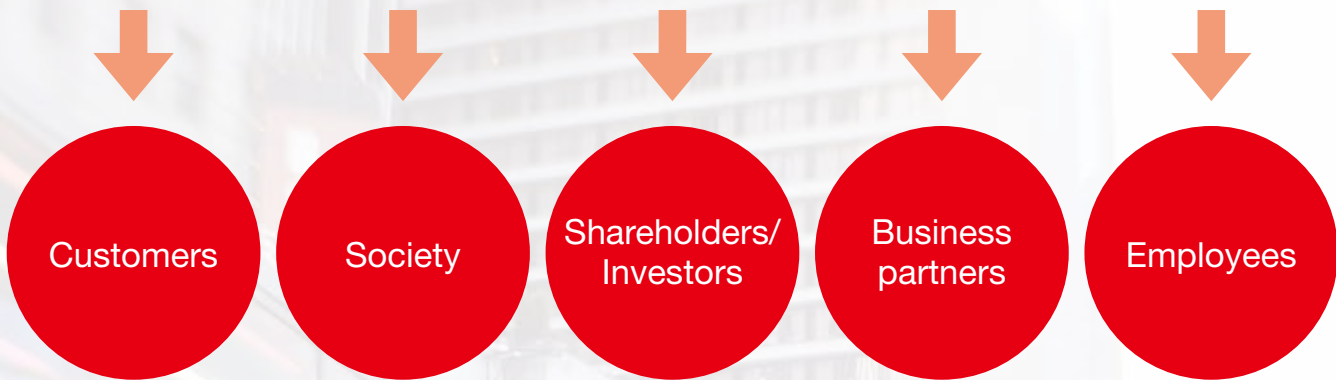 Customers
Society
Shareholders/
Investors
Business
partners
Employees